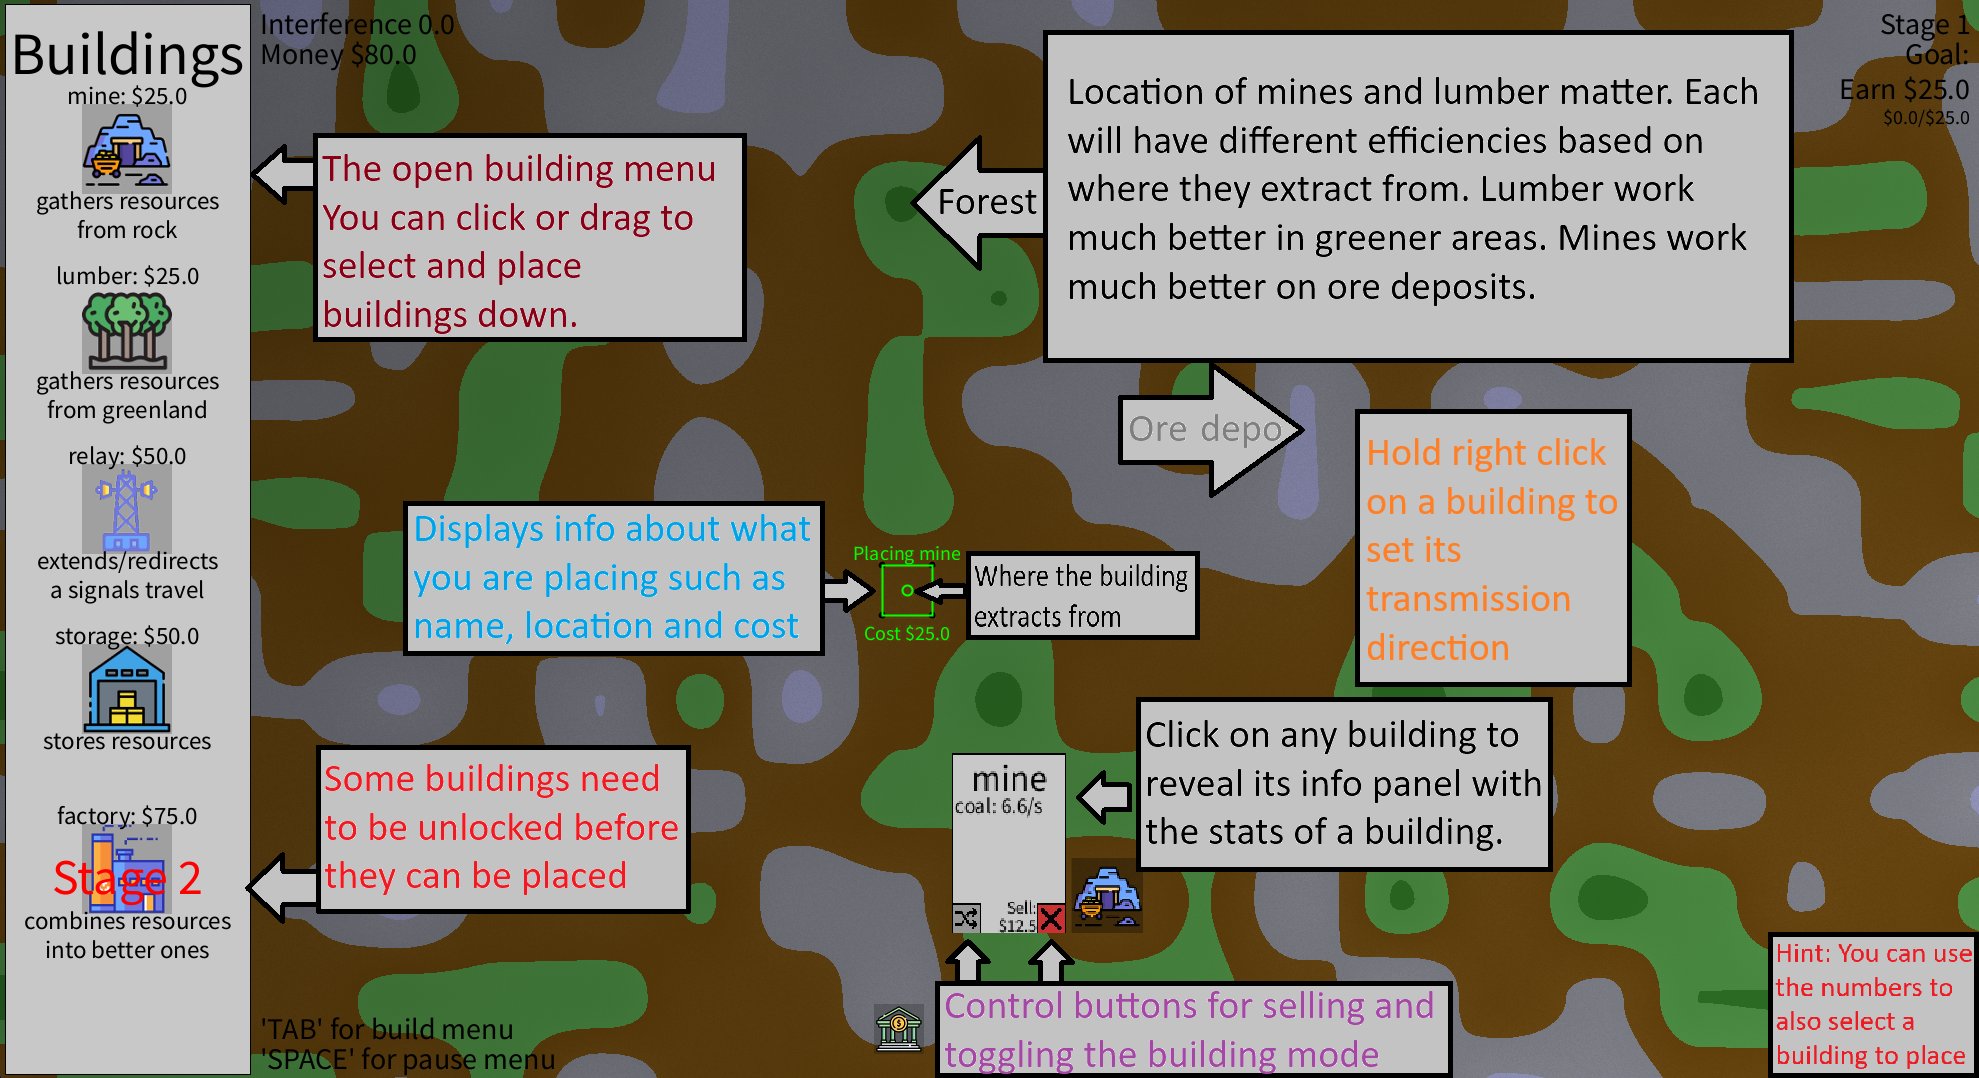 Buildings
mine: $25.0
gathers resources
from rock
lumber: $25.0
gathers resources
from greenland
relay: $50.0
extends/redirects
a signals travel
storage: $50.0
stores resources
factory: $75.0
Stage 2
combines resources
into better ones
Interference 0.0
Money $80.0
Stage 1
Goal:
Earn $25.0
$0.0/$25.0
The open building menu
You can click or drag to
select and place
buildings down.
Forest
Location of mines and lumber matter. Each
will have different efficiencies based on
where they extract from. Lumber work
much better in greener areas. Mines work
much better on ore deposits.
Ore depo
Hold right click
on a building to
set its
transmission
direction
Displays info about what
you are placing such as
name, location and cost
Placing mine
Cost $25.0
Where the building
extracts from
Some buildings need
to be unlocked before
they can be placed
mine
coal: 6.6/s
Sell:
$12.5
Click on any building to
reveal its info panel with
the stats of a building.
Control buttons for selling and
toggling the building mode
Hint: You can use
the numbers to
also select a
building to place
'TAB' for build menu
'SPACE' for pause menu